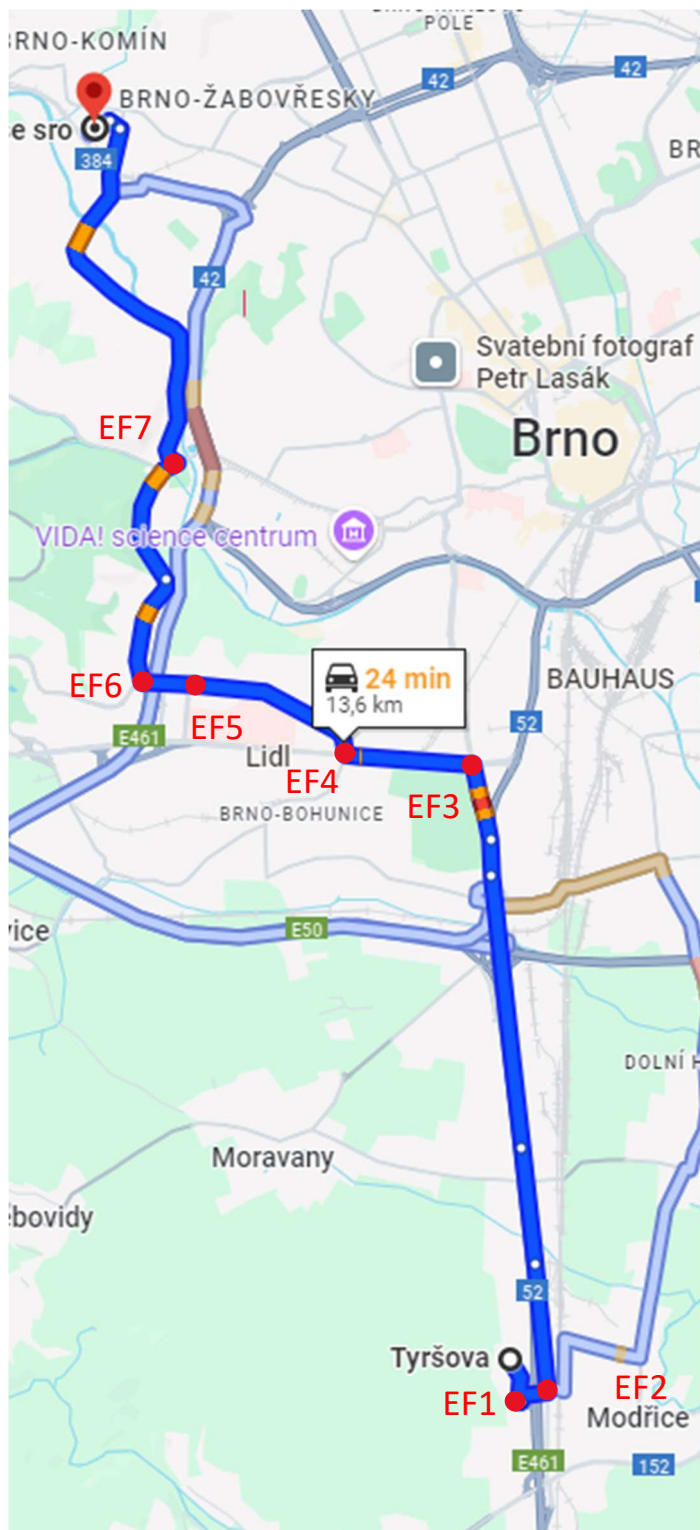 POLE
BRNO-KOMÍN
42
42
BRNO-ŽABOVŘESKY
se sro
384
BR
42
Svatební fotograf
Petr Lasák
EF7
Brno
VIDA! science centrum
24 min
13,6 km
BAUHAUS
EF6
EF5
52
E461
Lidl
EF4
EF3
BRNO-BOHUNICE
vice
E50
DOLNÍ H
Moravany
ebovidy
52
Tyršova
EF1
EF2
Modřice
E461
152